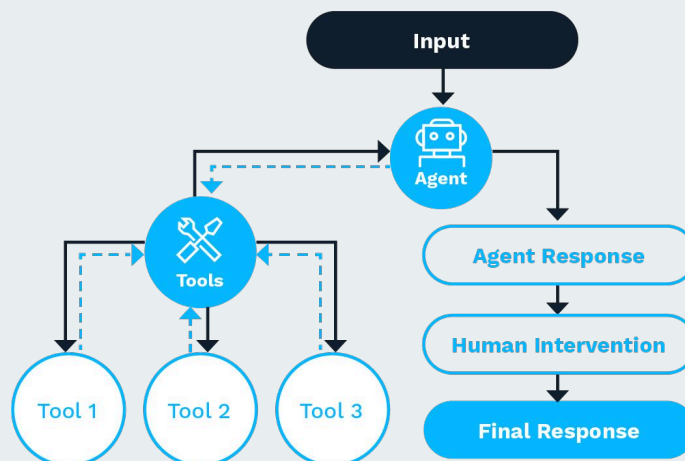 Input
Agent
Tools
Tool 1
Tool 2
Tool 3
Agent Response
Human Intervention
Final Response